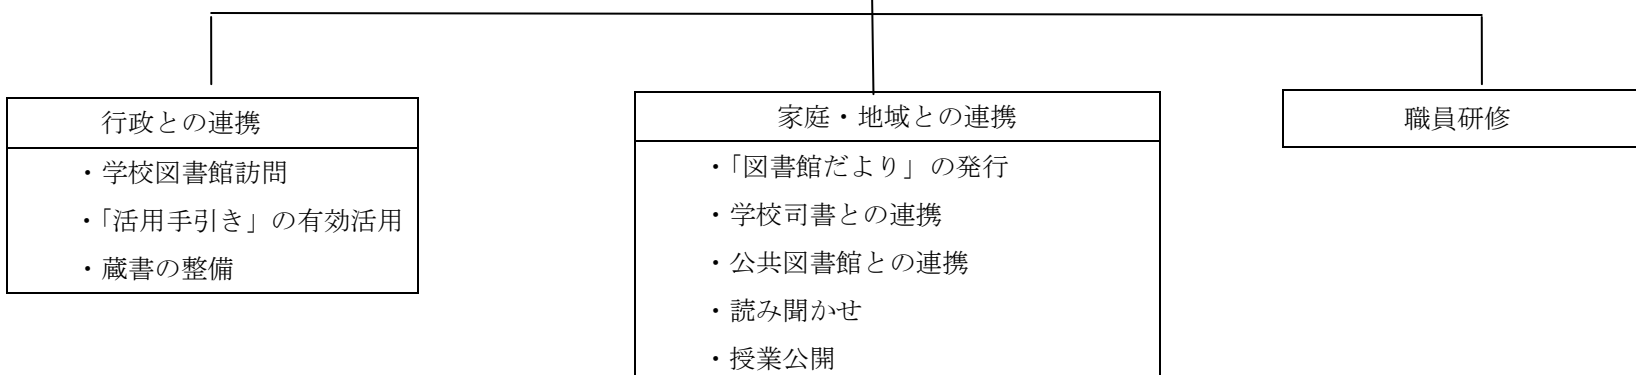 行政との連携
・学校図書館訪問
・「活用手引き」の有効活用
・蔵書の整備
家庭・地域との連携
・「図書館だより」の発行
・学校司書との連携
・公共図書館との連携
・読み聞かせ
・授業公開
職員研修